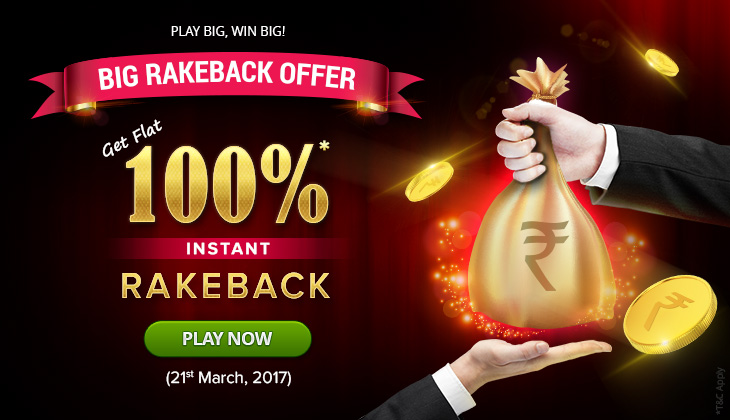 PLAY BIG, WIN BIG!
BIG RAKEBACK OFFER
Get Flat
100%*
INSTANT
RAKEBACK
PLAY NOW
(21st March, 2017)
₹
₹
*T&C Apply